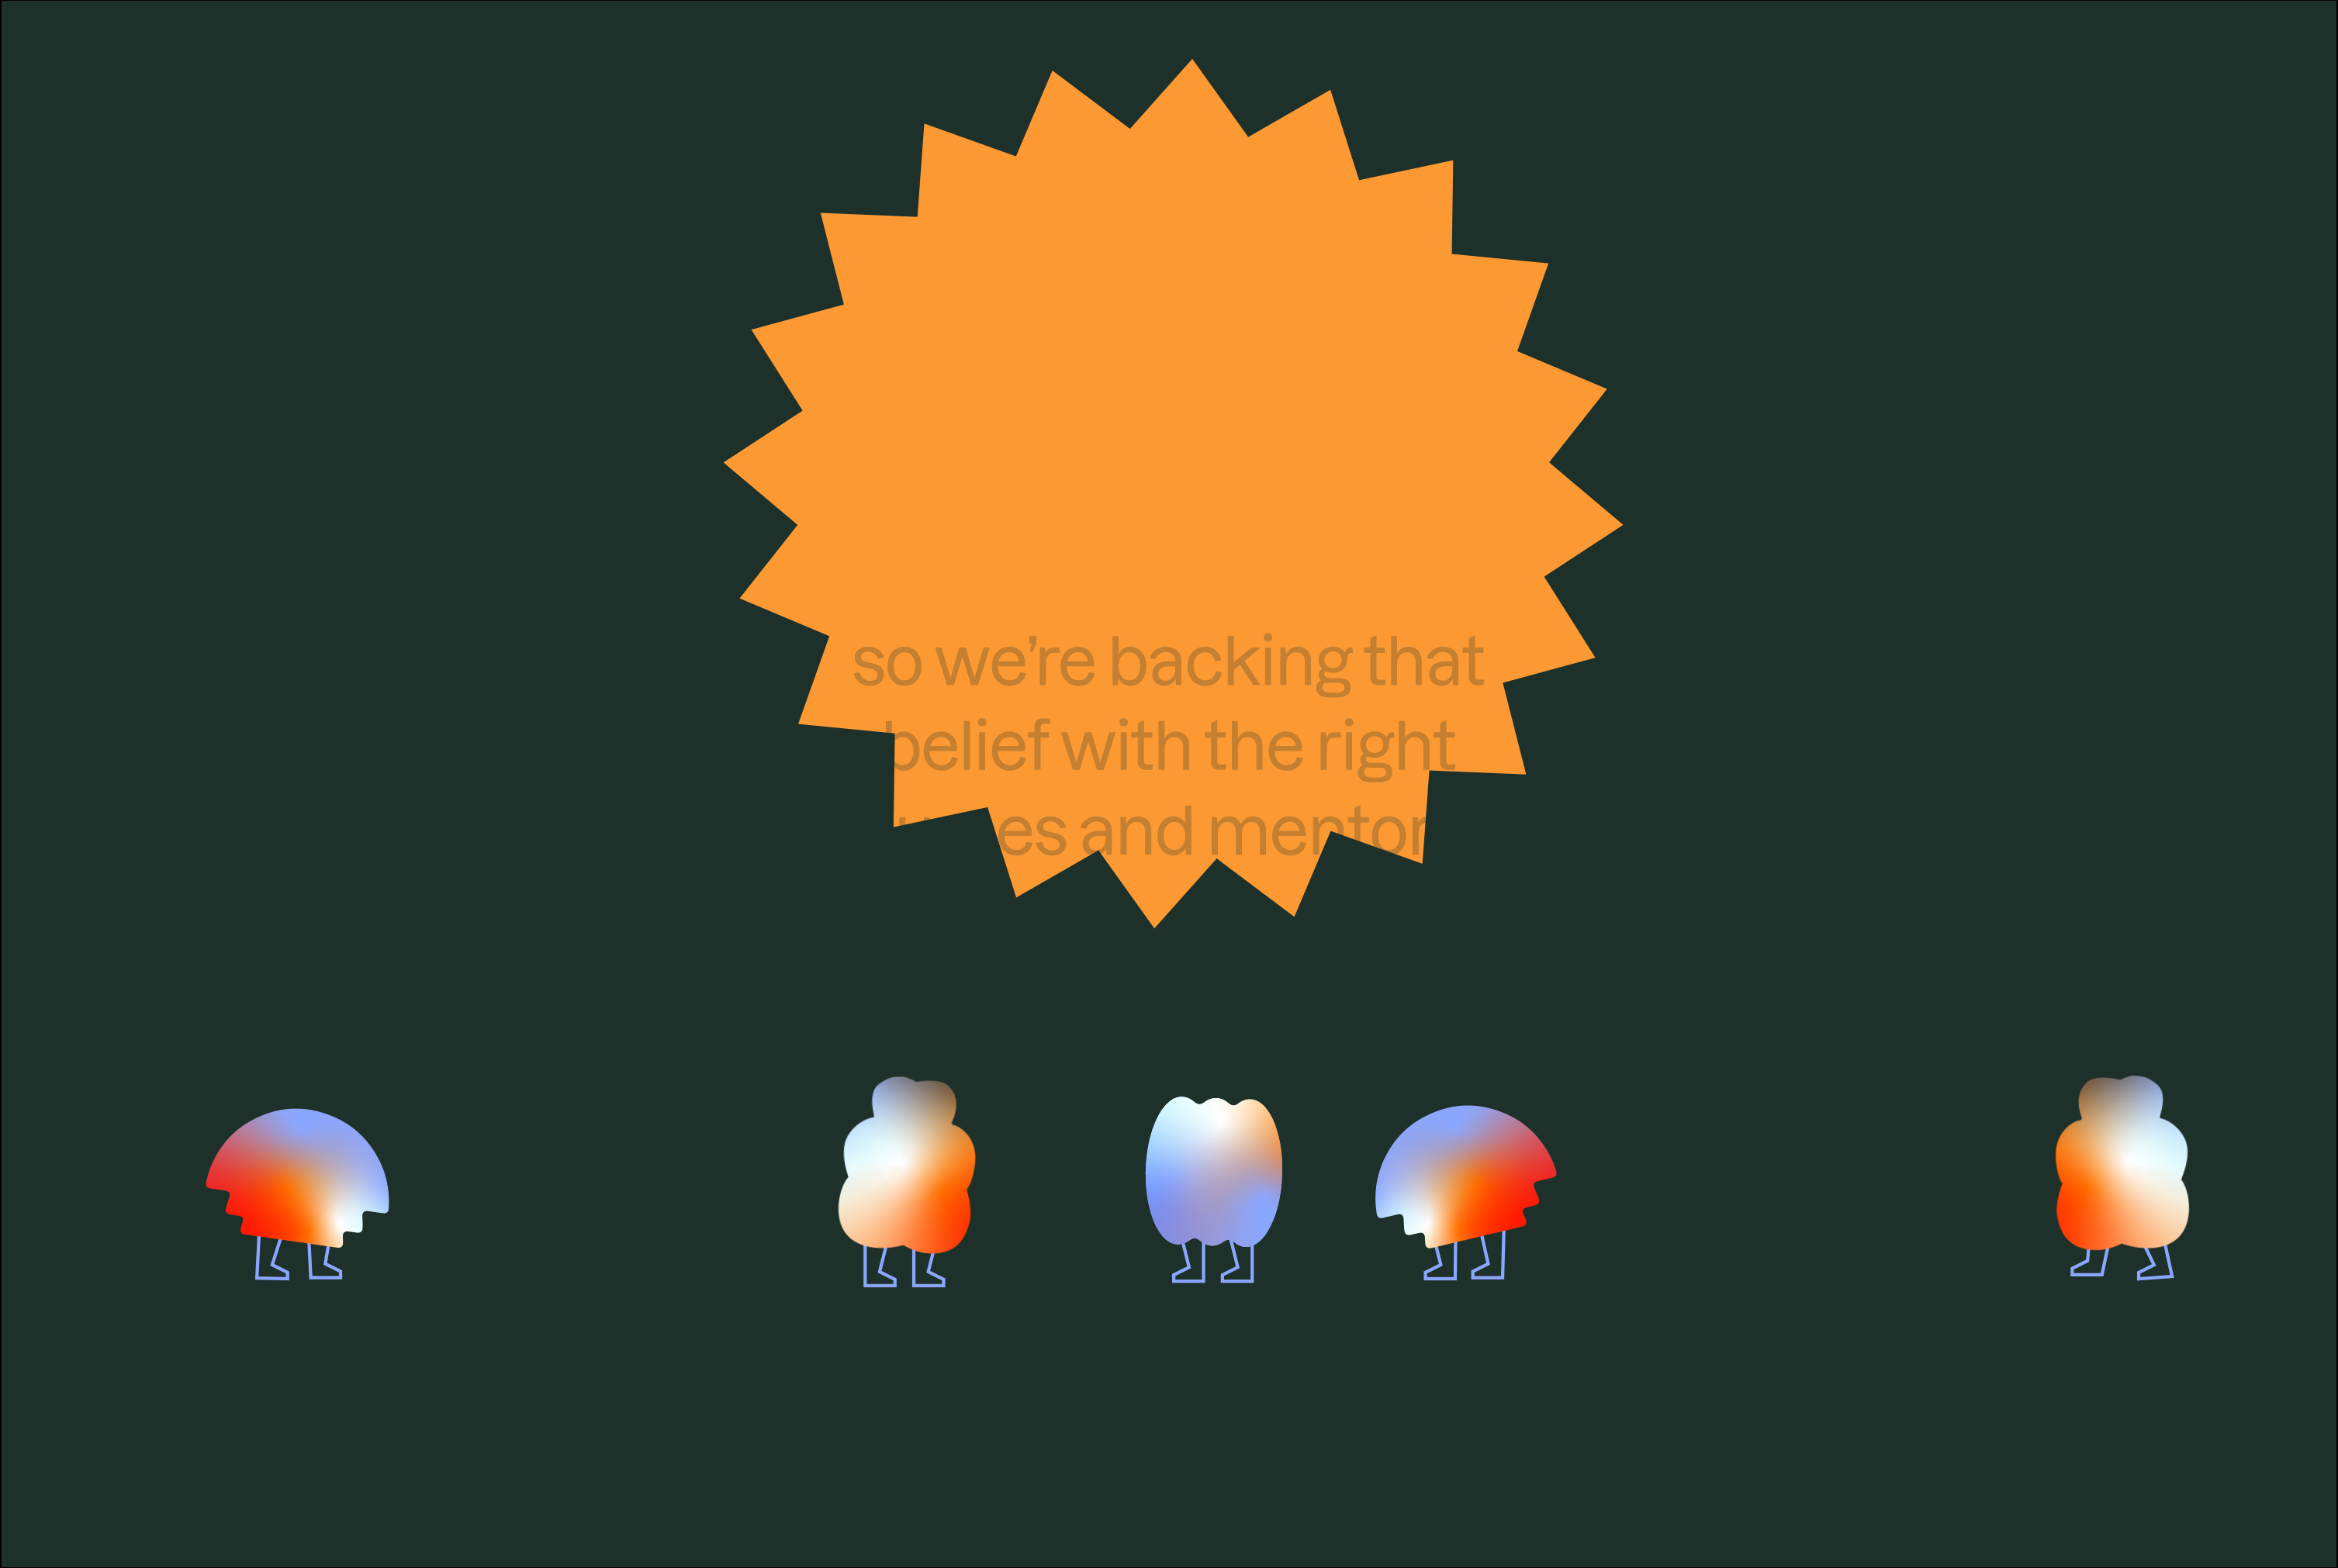 so we're backing that
belief with the right
es and mentor